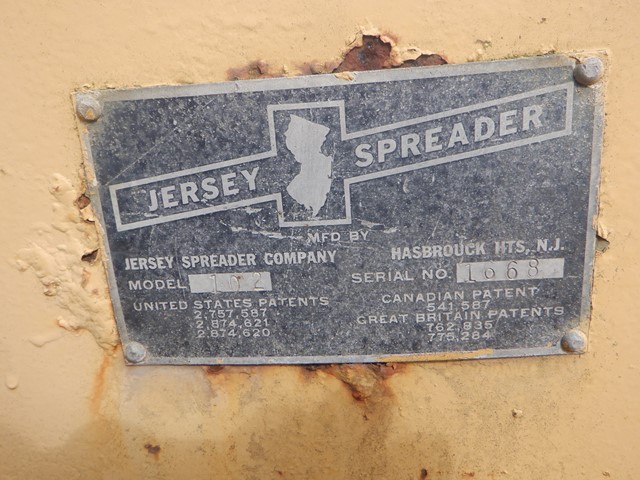 JERSEY SPREADER
MFD BY
JERSEY SPREADER COMPANY HASBROUCK HTS, N.J.
MODEL SERIAL NO. 1668
UNITED STATES PATENTS
2,757,587
2,874,621
2,874,620
CANADIAN PATENT
541,587
GREAT BRITAIN PATENTS
762,835
775,284